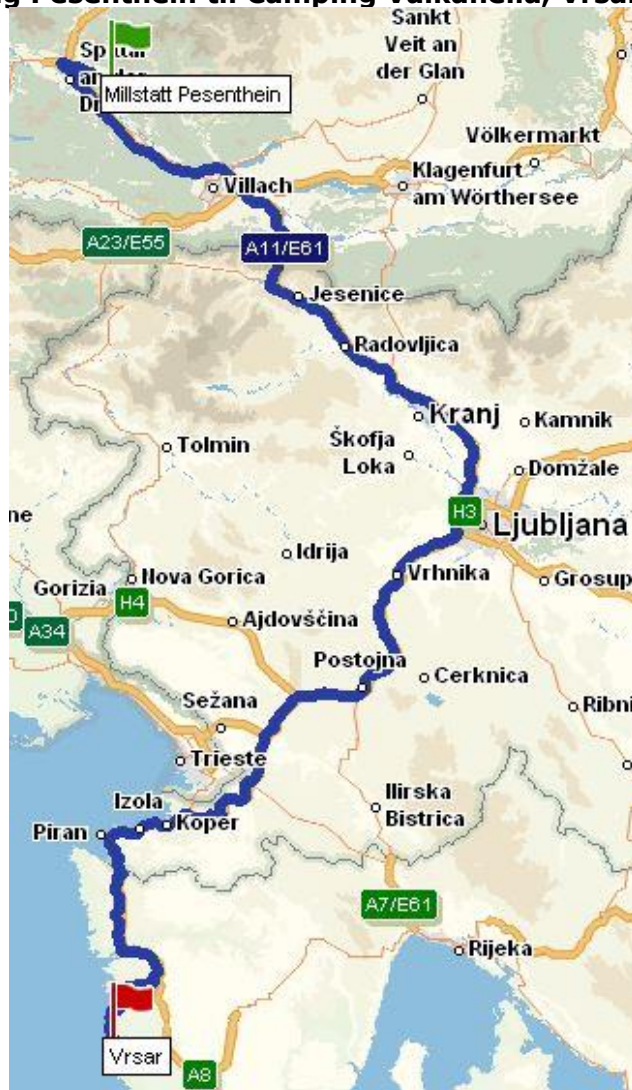 Sankt
Veit an
der Glan
Millstatt Pesenthein
Völkermarkt
Villach
Klagenfurt
am Wörthersee
A23/E55
A11/E61
Jesenice
Radovljica
Kranj
Kamnik
Tolmin
Škofja
Loka
Domžale
H3
Ljubljana
Idrija
Vrhnika
Nova Gorica
Grosup
Gorizia
H4
A34
Ajdovščina
Postojna
Cerknica
Sežana
Ribni
Trieste
Izola
Koper
Ilirska
Bistrica
Piran
A7/E61
Rijeka
Vrsar
A8